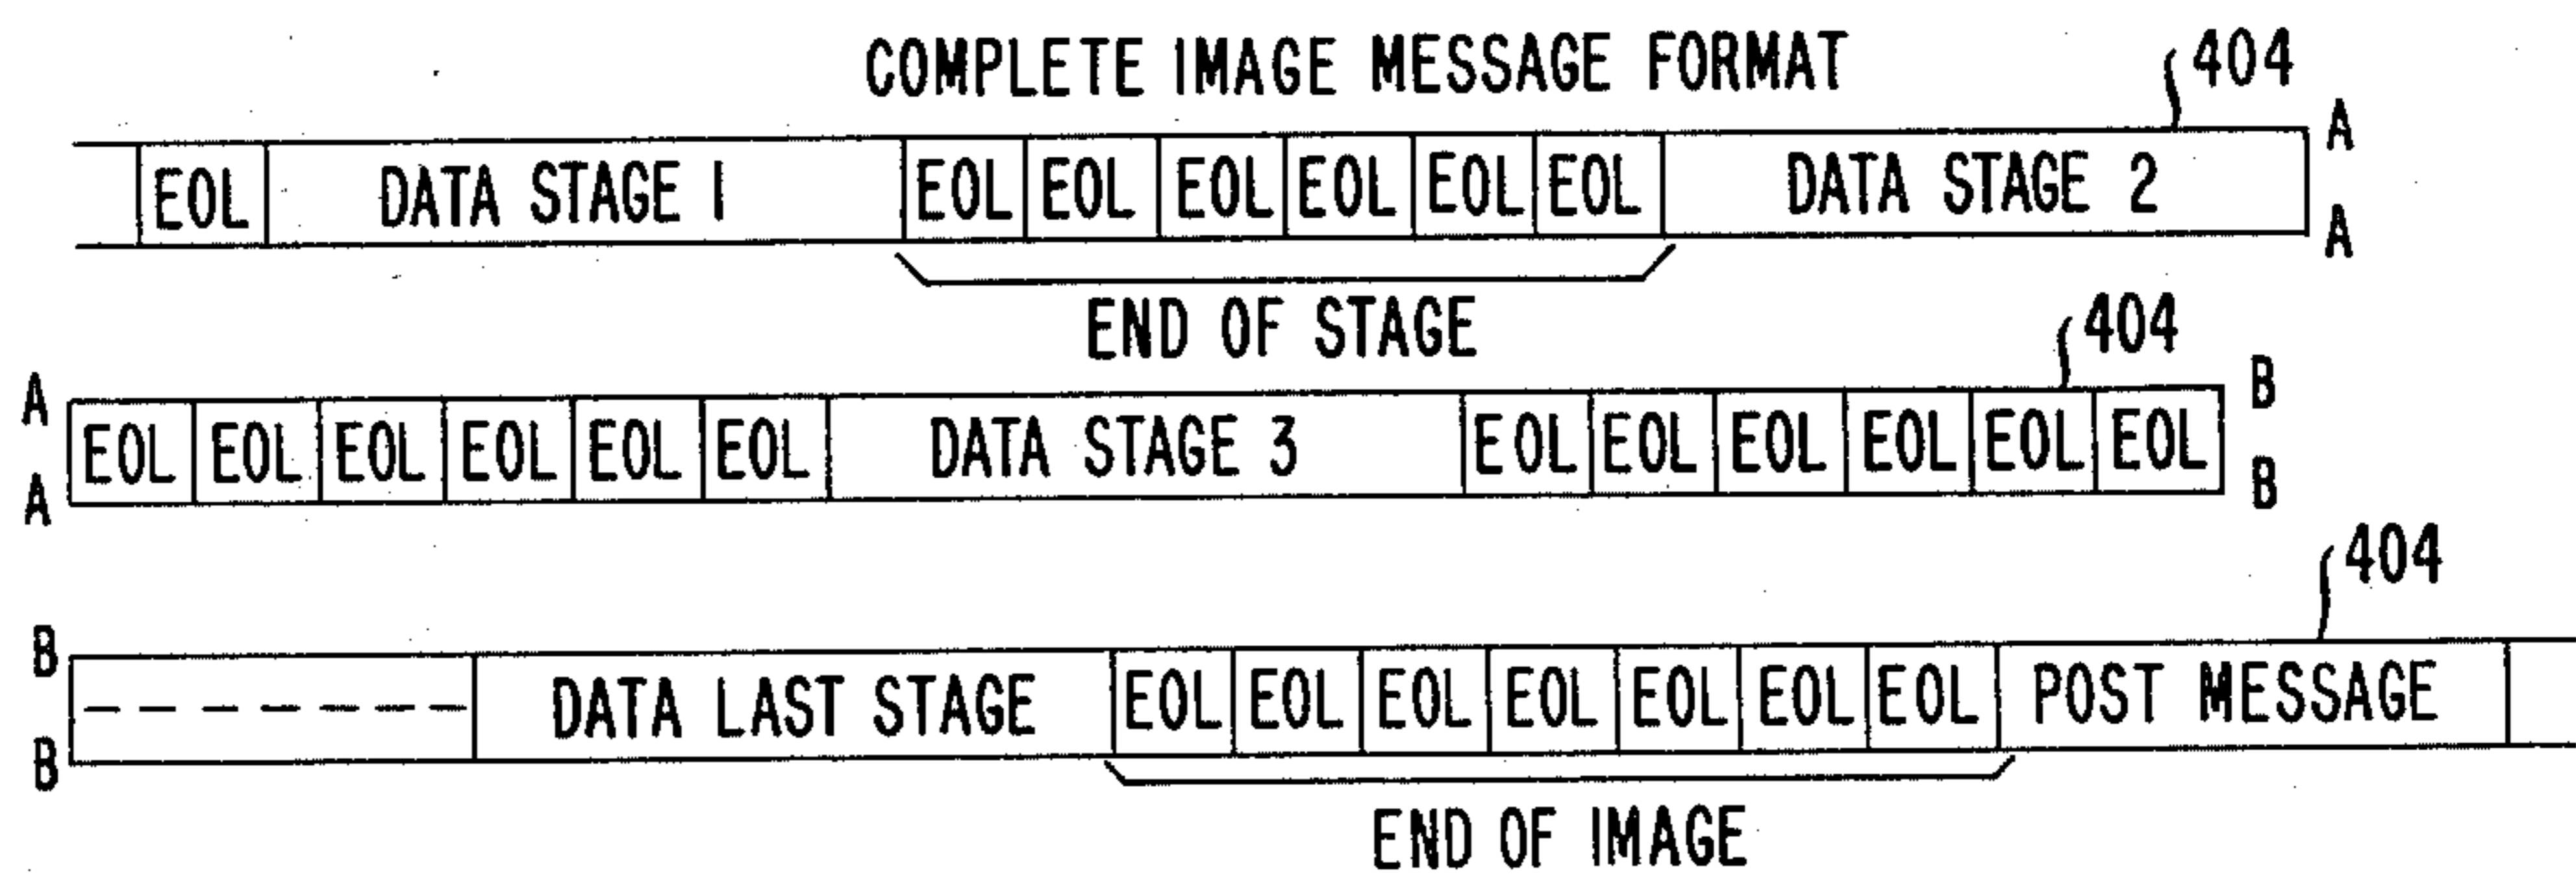 COMPLETE IMAGE MESSAGE FORMAT
404
A
EOL DATA STAGE 1 EOL EOL EOL EOL EOL EOL DATA STAGE 2
A
END OF STAGE
404
A B
EOL EOL EOL EOL EOL EOL DATA STAGE 3 EOL EOL EOL EOL EOL EOL
A B
404
B
DATA LAST STAGE EOL EOL EOL EOL EOL EOL EOL POST MESSAGE
B
END OF IMAGE